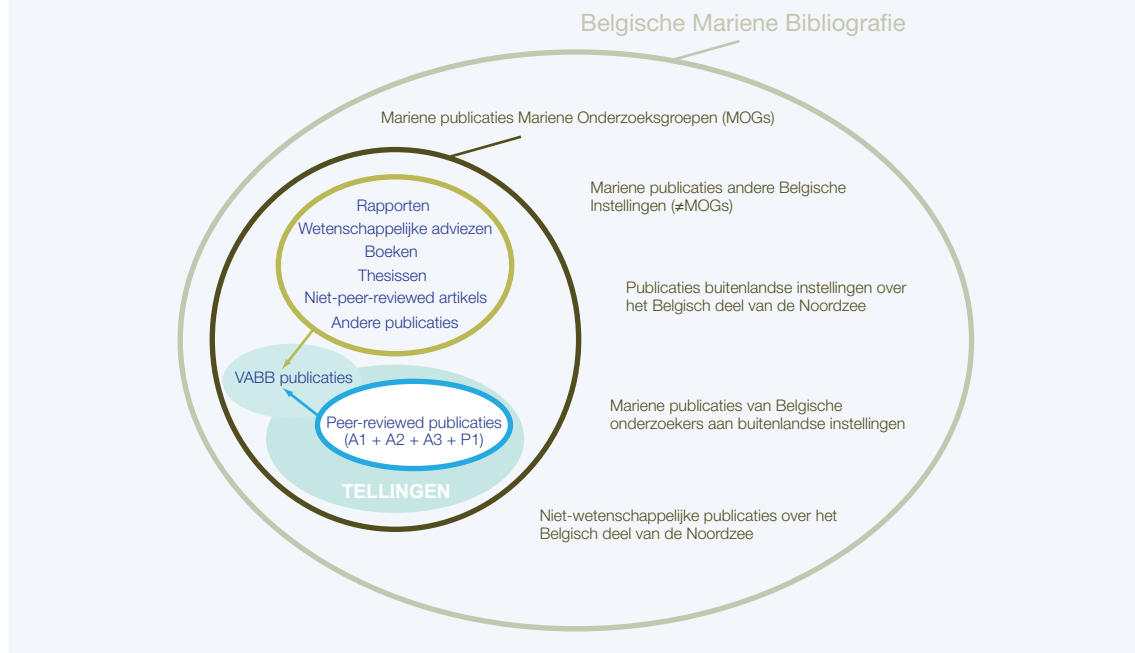 Belgische Mariene Bibliografie
Mariene publicaties Mariene Onderzoeksgroepen (MOGs)
Mariene publicaties andere Belgische
Instellingen (≠MOGs)
Rapporten
Wetenschappelijke adviezen
Boeken
Thesissen
Niet-peer-reviewed artikels
Andere publicaties
Publicaties buitenlandse instellingen over
het Belgisch deel van de Noordzee
VABB publicaties
Mariene publicaties van Belgische
onderzoekers aan buitenlandse instellingen
Peer-reviewed publicaties
(A1 + A2 + A3 + P1)
TELLINGEN
Niet-wetenschappelijke publicaties over het
Belgisch deel van de Noordzee